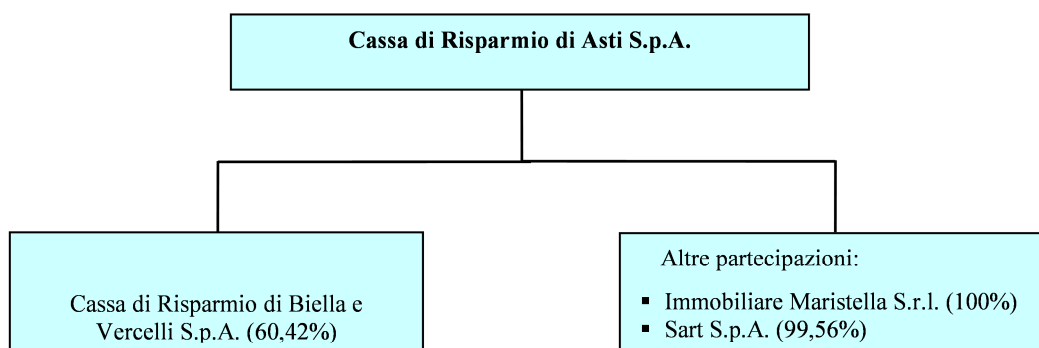 Cassa di Risparmio di Asti S.p.A.
Cassa di Risparmio di Biella e
Vercelli S.p.A. (60,42%)
Altre partecipazioni:
▪ Immobiliare Maristella S.r.l. (100%)
▪ Sart S.p.A. (99,56%)